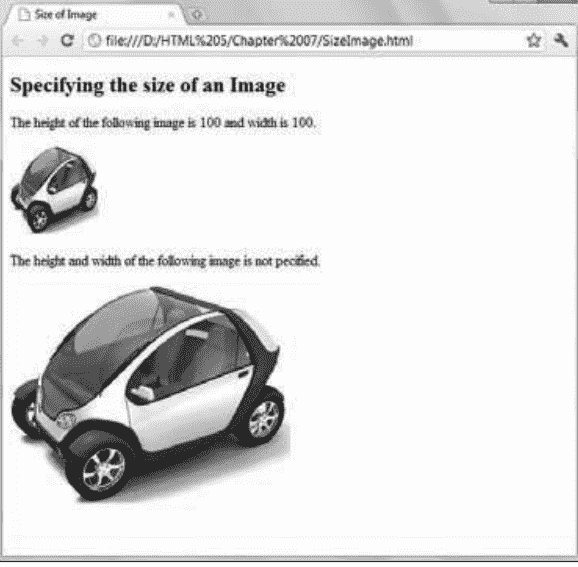 Size of Image
file:///D:/HTML%205/Chapter%2007/SizeImage.html
Specifying the size of an Image
The height of the following image is 100 and width is 100.
The height and width of the following image is not pecified.